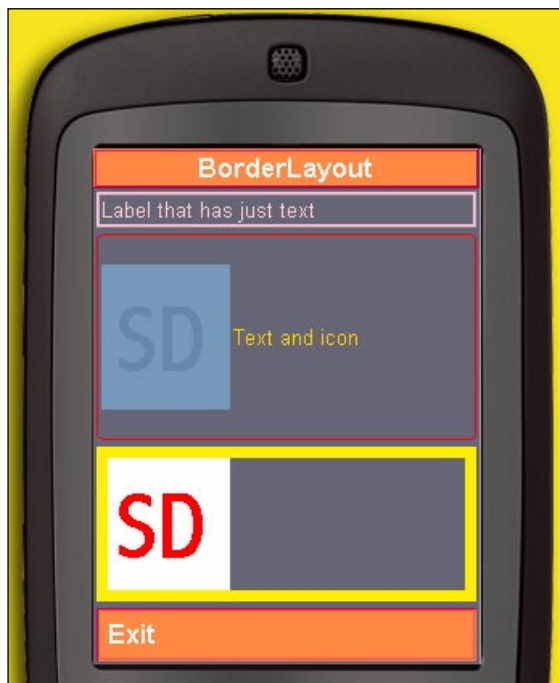 BorderLayout
Label that has just text
SD
Text and icon
SD
Exit